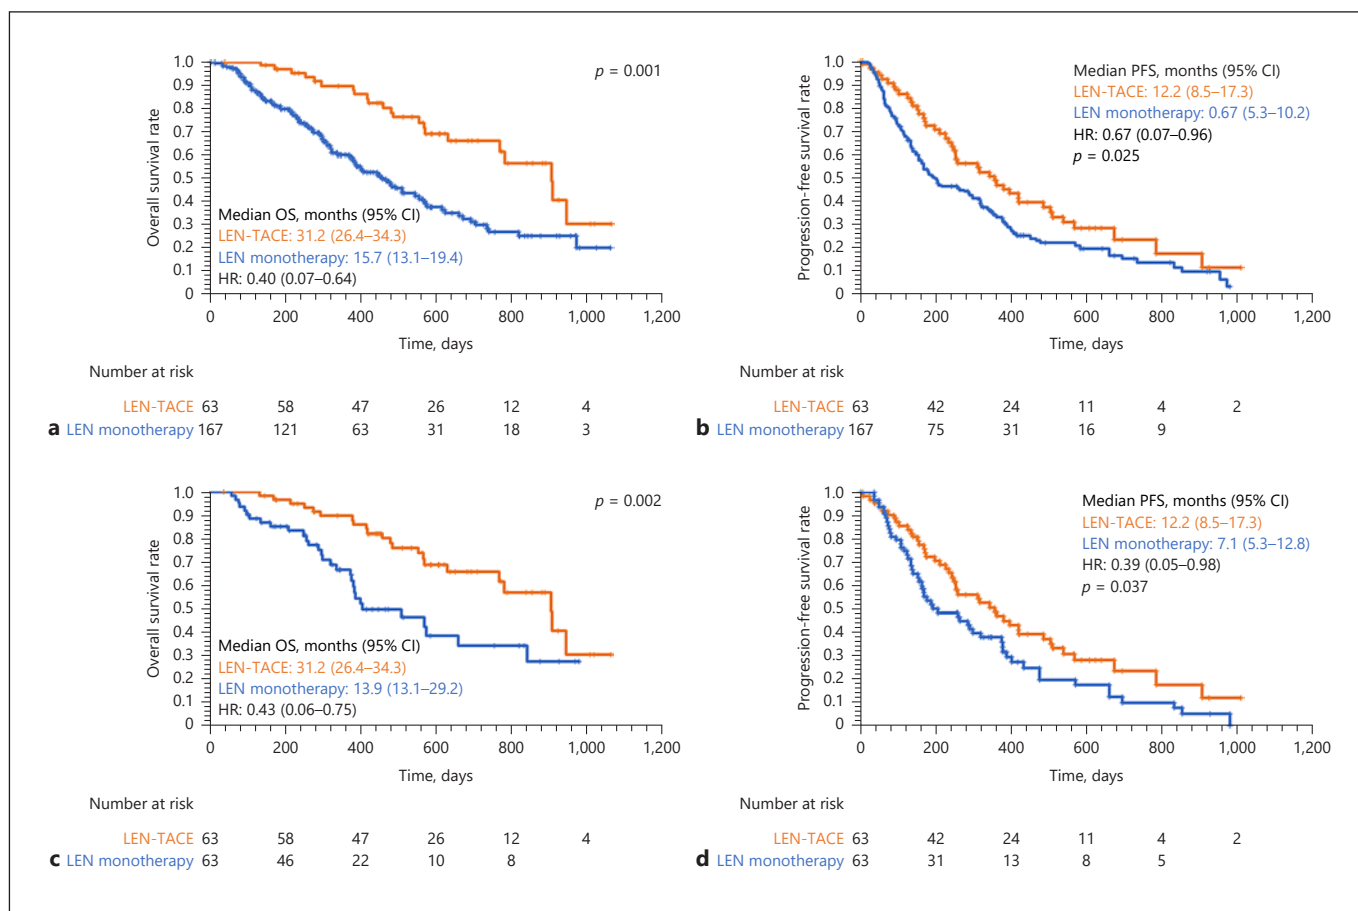 Overall survival rate
1.0
0.9
0.8
0.7
0.6
0.5
0.4
0.3
0.2
0.1
0
p = 0.001
Median OS, months (95% CI)
LEN-TACE: 31.2 (26.4–34.3)
LEN monotherapy: 15.7 (13.1–19.4)
HR: 0.40 (0.07–0.64)
0 200 400 600 800 1,000 1,200
Time, days
Number at risk
LEN-TACE 63 58 47 26 12 4
a LEN monotherapy 167 121 63 31 18 3
Progression-free survival rate
1.0
0.9
0.8
0.7
0.6
0.5
0.4
0.3
0.2
0.1
0
Median PFS, months (95% CI)
LEN-TACE: 12.2 (8.5–17.3)
LEN monotherapy: 0.67 (5.3–10.2)
HR: 0.67 (0.07–0.96)
p = 0.025
0 200 400 600 800 1,000 1,200
Time, days
Number at risk
LEN-TACE 63 42 24 11 4 2
b LEN monotherapy 167 75 31 16 9
Overall survival rate
1.0
0.9
0.8
0.7
0.6
0.5
0.4
0.3
0.2
0.1
0
p = 0.002
Median OS, months (95% CI)
LEN-TACE: 31.2 (26.4–34.3)
LEN monotherapy: 13.9 (13.1–29.2)
HR: 0.43 (0.06–0.75)
0 200 400 600 800 1,000 1,200
Time, days
Number at risk
LEN-TACE 63 58 47 26 12 4
c LEN monotherapy 63 46 22 10 8
Progression-free survival rate
1.0
0.9
0.8
0.7
0.6
0.5
0.4
0.3
0.2
0.1
0
Median PFS, months (95% CI)
LEN-TACE: 12.2 (8.5–17.3)
LEN monotherapy: 7.1 (5.3–12.8)
HR: 0.39 (0.05–0.98)
p = 0.037
0 200 400 600 800 1,000 1,200
Time, days
Number at risk
LEN-TACE 63 42 24 11 4 2
d LEN monotherapy 63 31 13 8 5